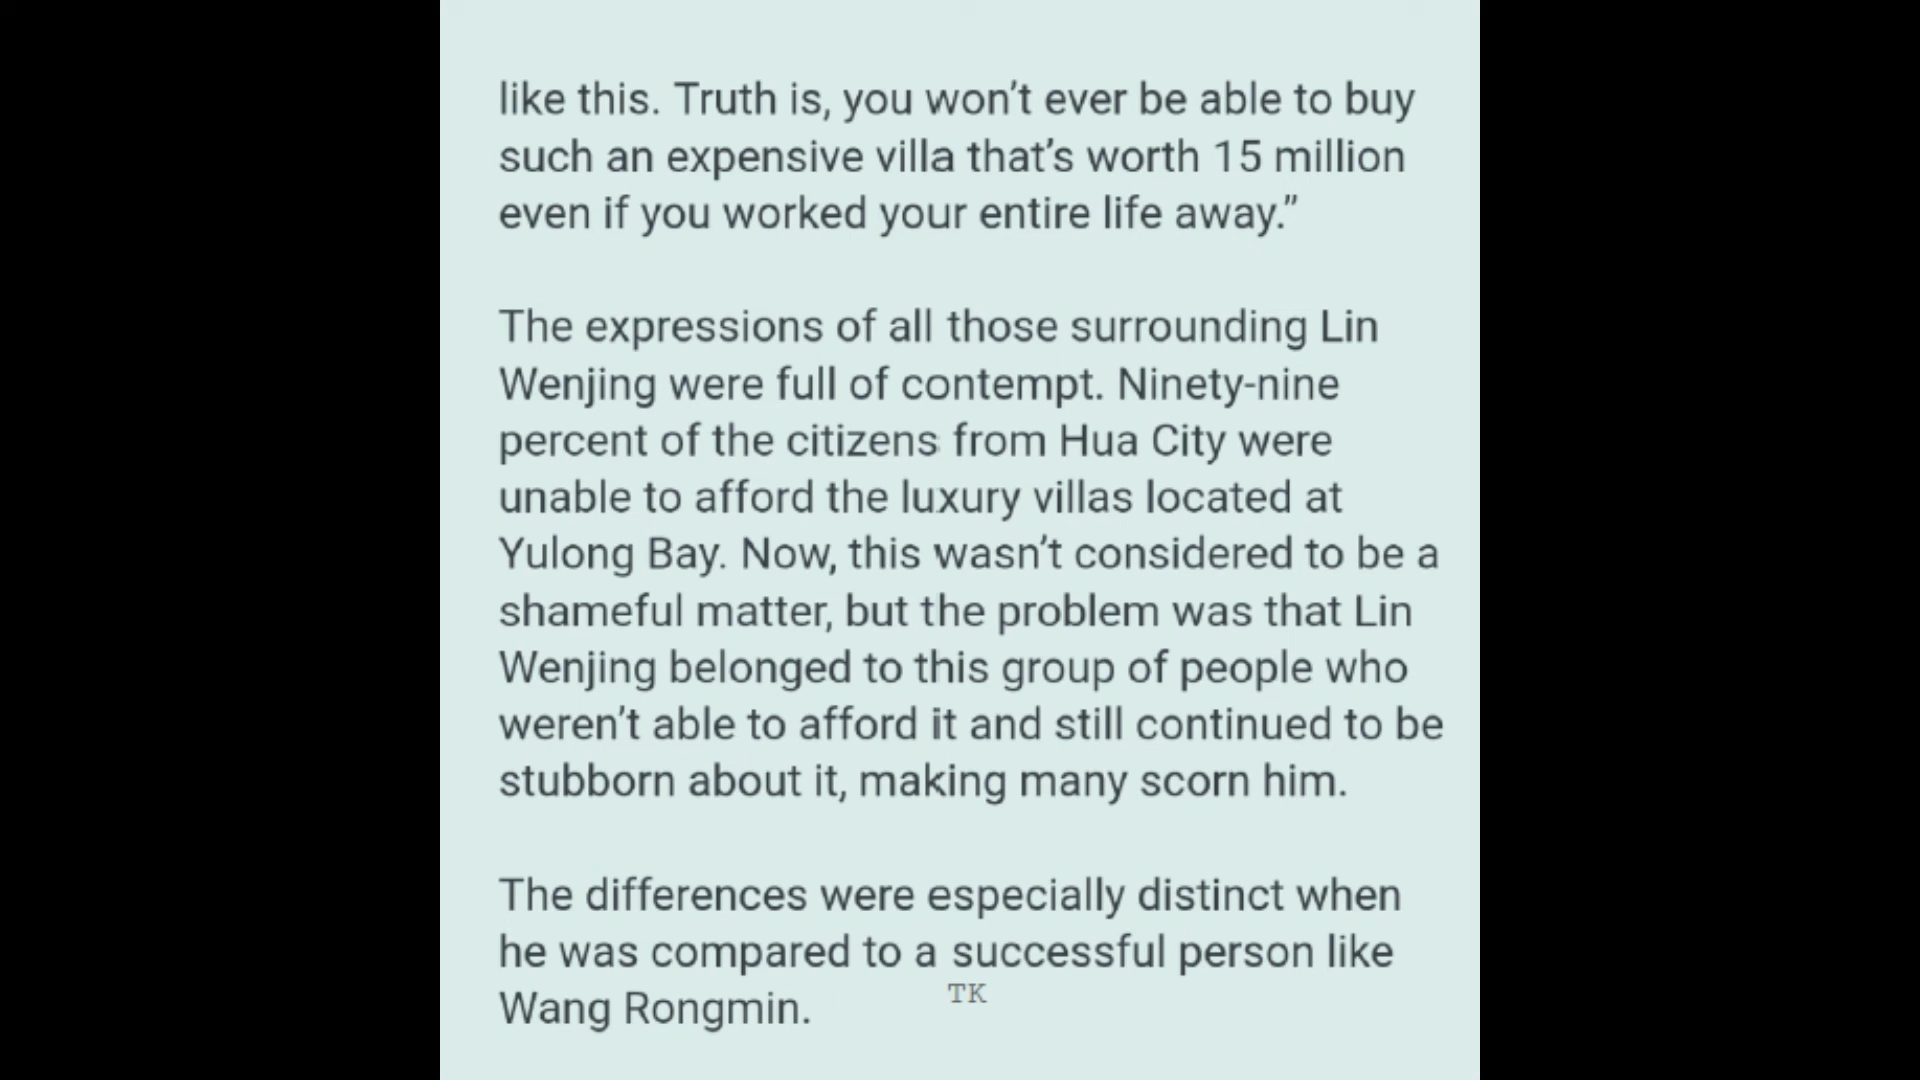 like this. Truth is, you won’t ever be able to buy
such an expensive villa that’s worth 15 million
even if you worked your entire life away.”
The expressions of all those surrounding Lin
Wenjing were full of contempt. Ninety-nine
percent of the citizens from Hua City were
unable to afford the luxury villas located at
Yulong Bay. Now, this wasn’t considered to be a
shameful matter, but the problem was that Lin
Wenjing belonged to this group of people who
weren’t able to afford it and still continued to be
stubborn about it, making many scorn him.
The differences were especially distinct when
he was compared to a successful person like
Wang Rongmin.
TK